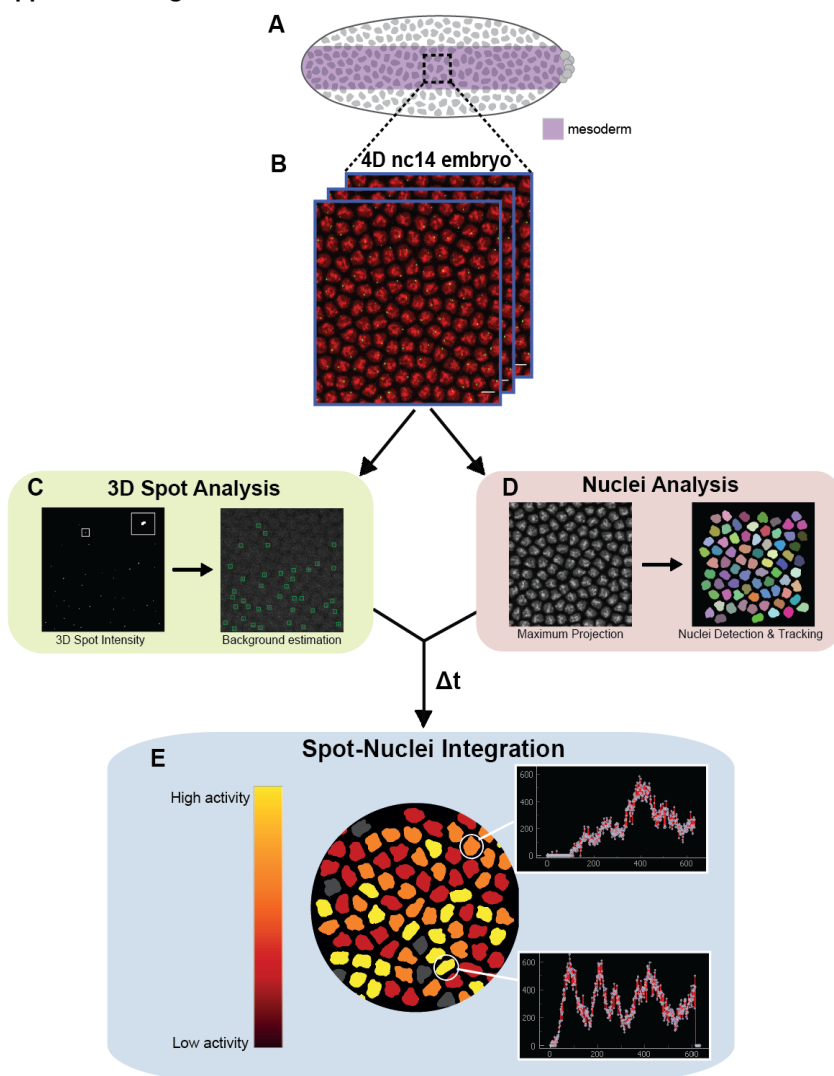 A
mesoderm
B
4D nc14 embryo
C
3D Spot Analysis
3D Spot Intensity
Background estimation
D
Nuclei Analysis
Maximum Projection
Nuclei Detection & Tracking
Δt
E
Spot-Nuclei Integration
High activity
Low activity
600
400
200
0
0 200 400 600
600
400
200
0
0 200 400 600